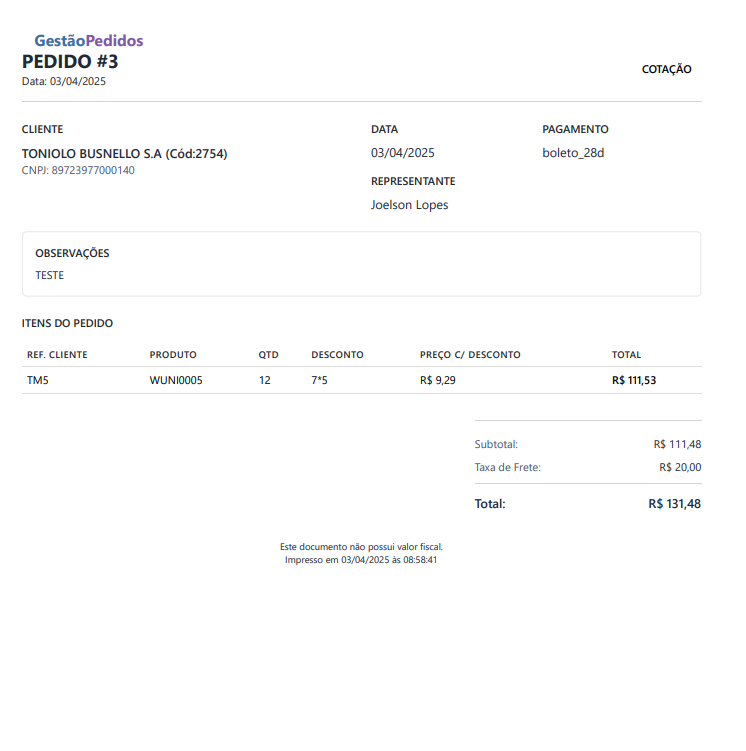 GestãoPedidos
PEDIDO #3
COTAÇÃO
Data: 03/04/2025
CLIENTE
TONIOLO BUSNELLO S.A (Cód:2754)
CNPJ: 89723977000140
DATA
03/04/2025
REPRESENTANTE
Joelson Lopes
PAGAMENTO
boleto_28d
OBSERVAÇÕES
TESTE
ITENS DO PEDIDO
REF. CLIENTE PRODUTO QTD DESCONTO PREÇO C/ DESCONTO TOTAL
TM5 WUNI0005 12 7*5 R$ 9,29 R$ 111,53
Subtotal: R$ 111,48
Taxa de Frete: R$ 20,00
Total: R$ 131,48
Este documento não possui valor fiscal.
Impresso em 03/04/2025 às 08:58:41